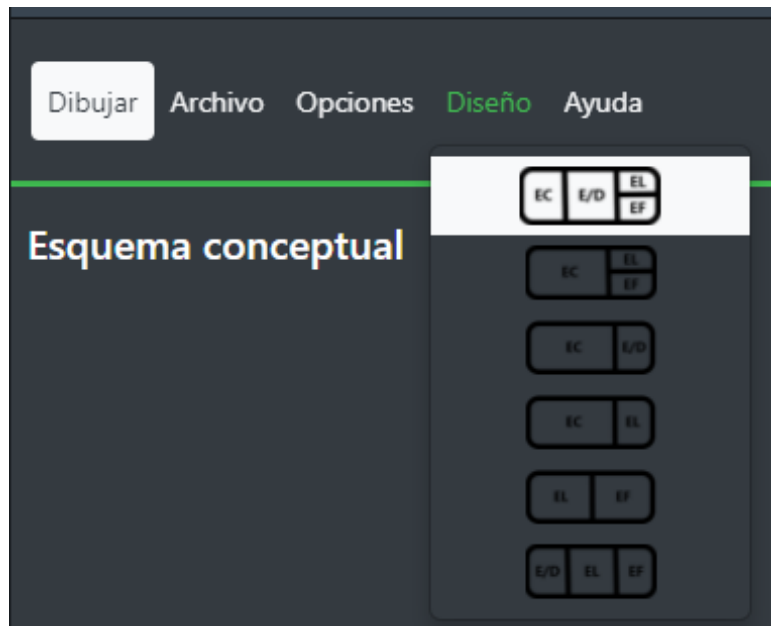 Dibujar Archivo Opciones Diseño Ayuda
EC E/D EL
EF
Esquema conceptual
EC EL
EF
EC E/D
EC EL
EL EF
E/D EL EF